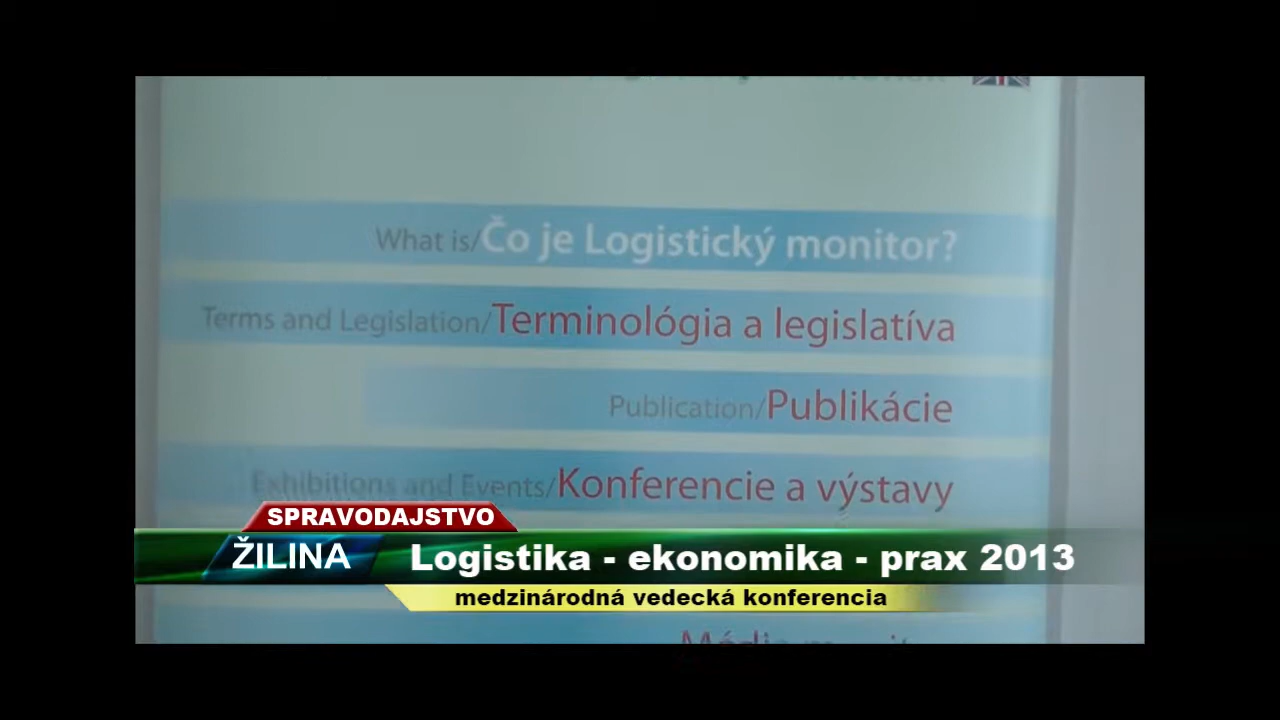 What is/Čo je Logistický monitor?
Terms and Legislation/Terminológia a legislatíva
Publication/Publikácie
Exhibitions and Events/Konferencie a výstavy
SPRAVODAJSTVO
ŽILINA Logistika - ekonomika - prax 2013
medzinárodná vedecká konferencia